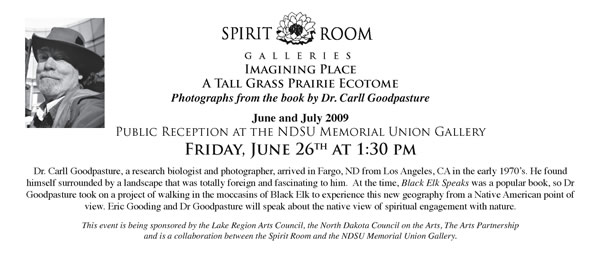 SPIRIT ROOM
GALLERIES
IMAGINING PLACE
A TALL GRASS PRAIRIE ECOTOME
Photographs from the book by Dr. Carll Goodpasture
June and July 2009
PUBLIC RECEPTION AT THE NDSU MEMORIAL UNION GALLERY
FRIDAY, JUNE 26TH AT 1:30 PM
Dr. Carll Goodpasture, a research biologist and photographer, arrived in Fargo, ND from Los Angeles, CA in the early 1970's. He found
himself surrounded by a landscape that was totally foreign and fascinating to him. At the time, Black Elk Speaks was a popular book, so Dr
Goodpasture took on a project of walking in the moccasins of Black Elk to experience this new geography from a Native American point of
view. Eric Gooding and Dr Goodpasture will speak about the native view of spiritual engagement with nature.
This event is being sponsored by the Lake Region Arts Council, the North Dakota Council on the Arts, The Arts Partnership
and is a collaboration between the Spirit Room and the NDSU Memorial Union Gallery.